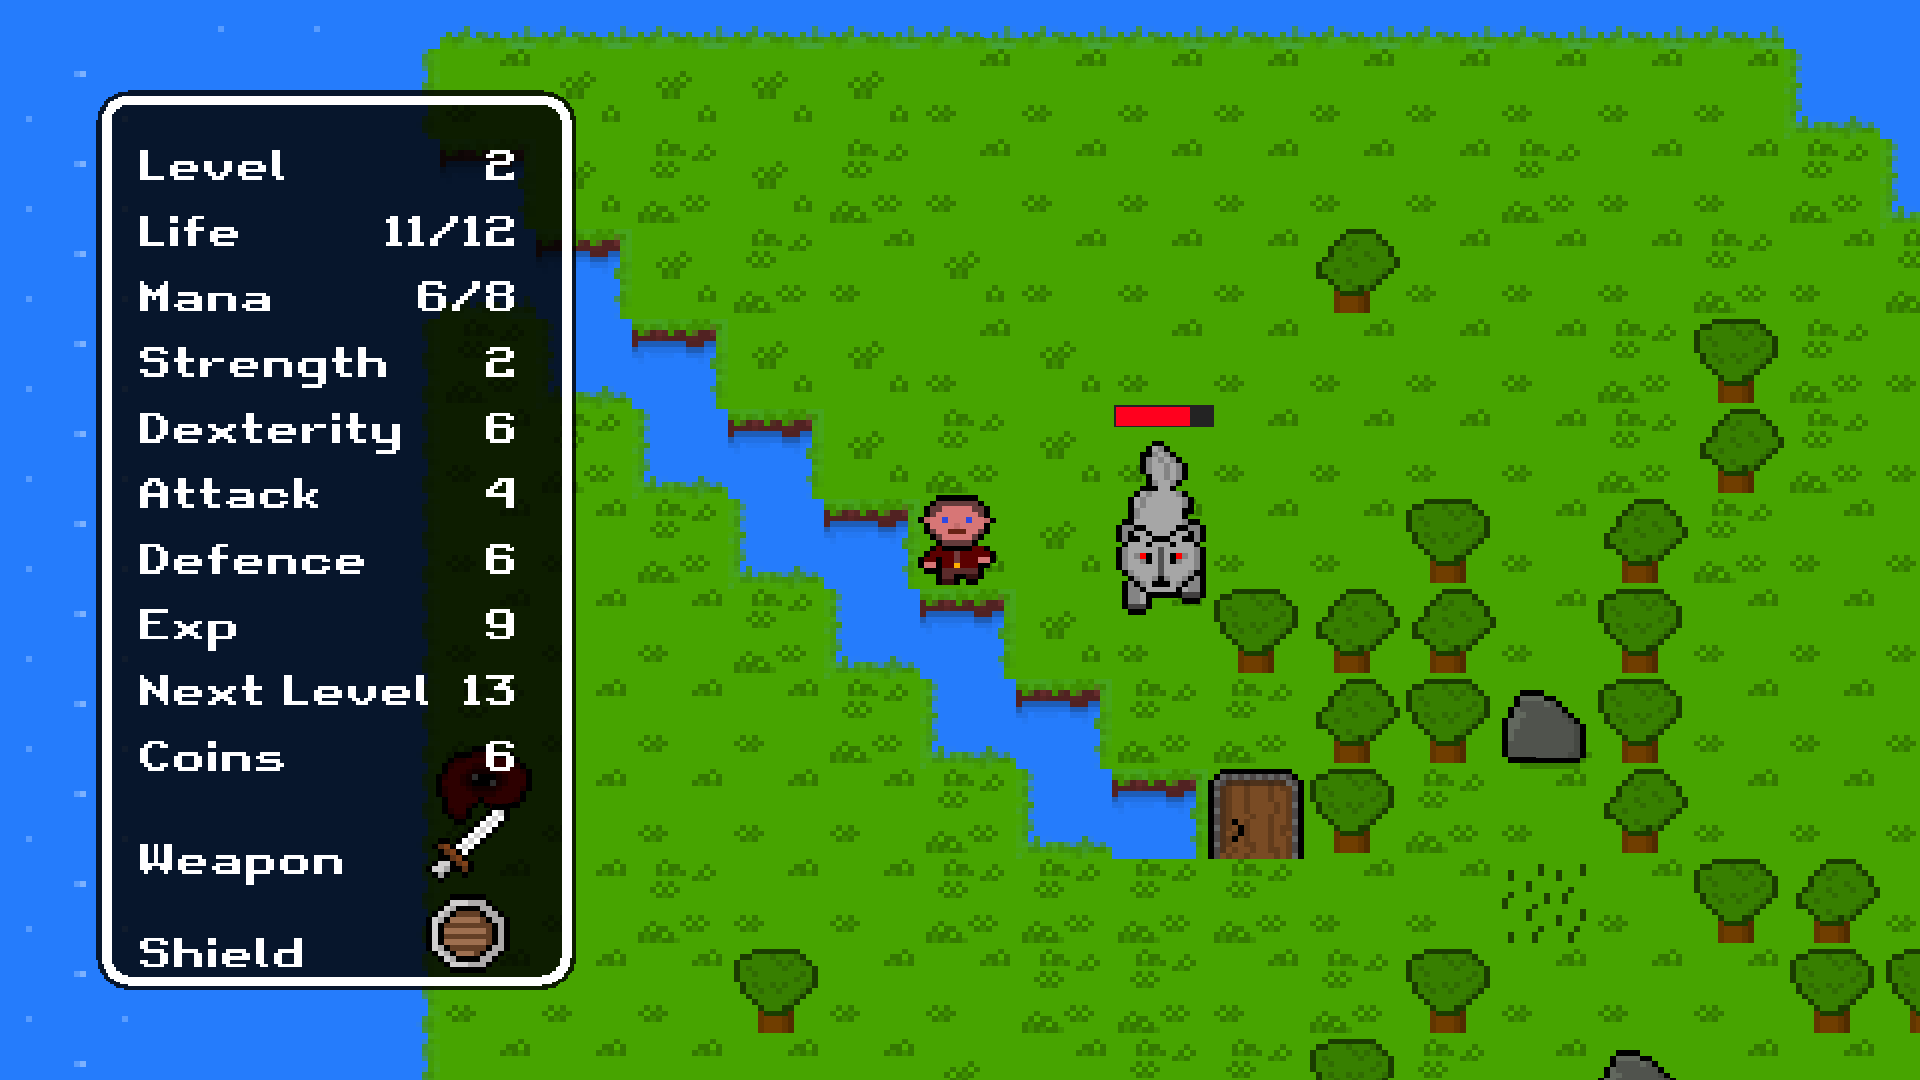 Level 2
Life 11/12
Mana 6/8
Strength 2
Dexterity 6
Attack 4
Defence 6
Exp 9
Next Level 13
Coins 6
Weapon
Shield